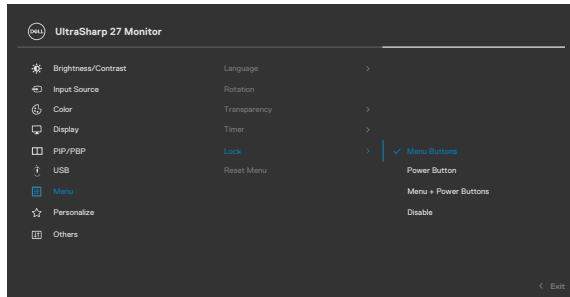 DELL UltraSharp 27 Monitor
Brightness/Contrast
Input Source
Color
Display
PIP/PBP
USB
Menu
Personalize
Others
Language
Rotation
Transparency
Timer
Lock
Reset Menu
Menu Buttons
Power Button
Menu + Power Buttons
Disable
Exit